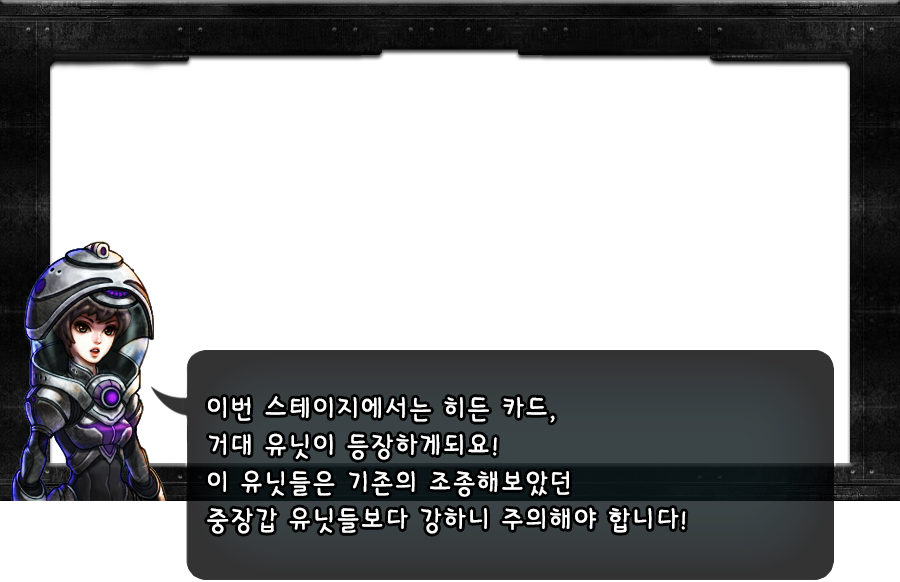 이번 스테이지에서는 히든 카드,
거대 유닛이 등장하게되요!
이 유닛들은 기존의 조종해보았던
중장갑 유닛들보다 강하니 주의해야 합니다!